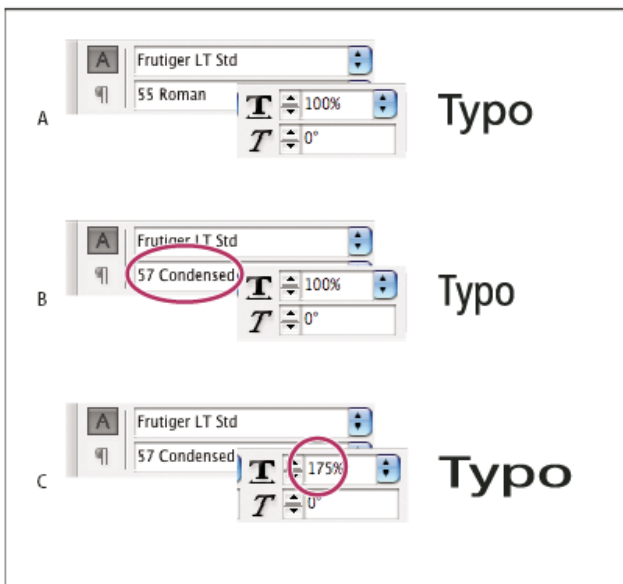 Frutiger LT Std
55 Roman
T 100%
T 0°
A
Typo
Frutiger LT Std
57 Condensed
T 100%
T 0°
B
Typo
Frutiger LT Std
57 Condensed
T 175%
T 0°
C
Typo